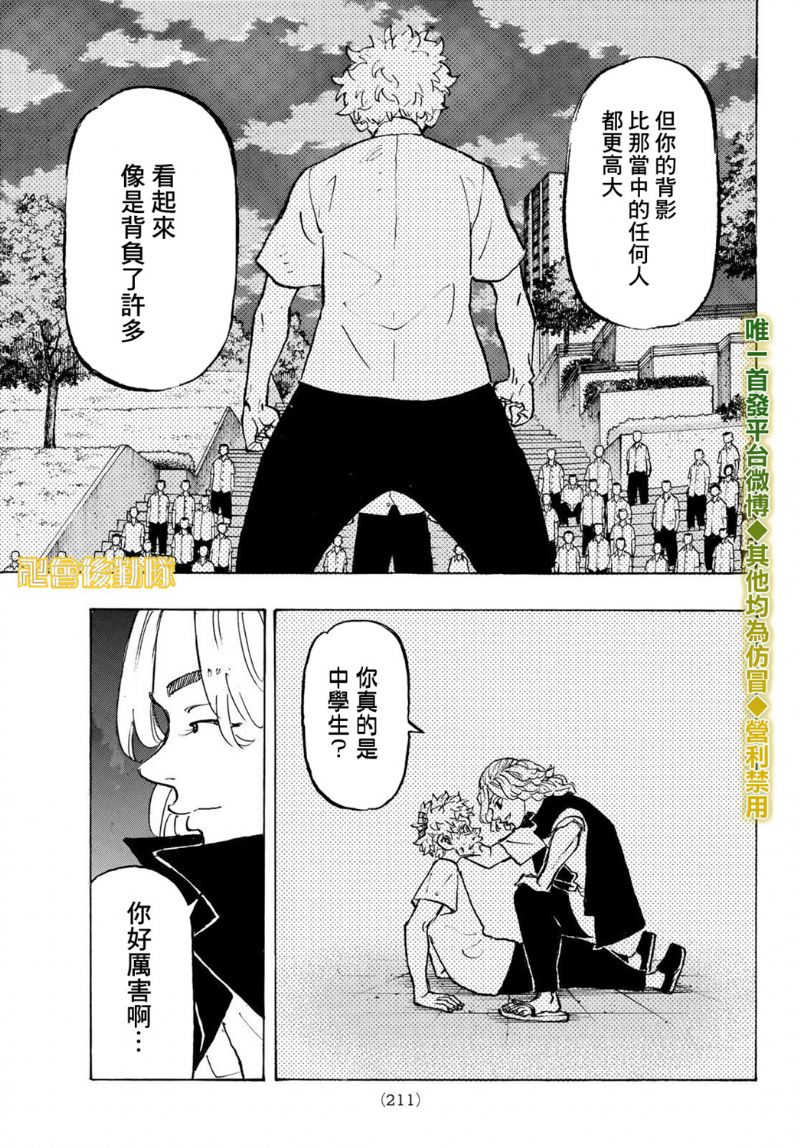 但你的背影
比那當中的任何人
都更高大
看起來
像是背負了許多
唯一首發平台微博◆其他均為仿冒◆營利禁用
卍會後勤隊
你真的是
中學生?
你好厲害啊…
(211)